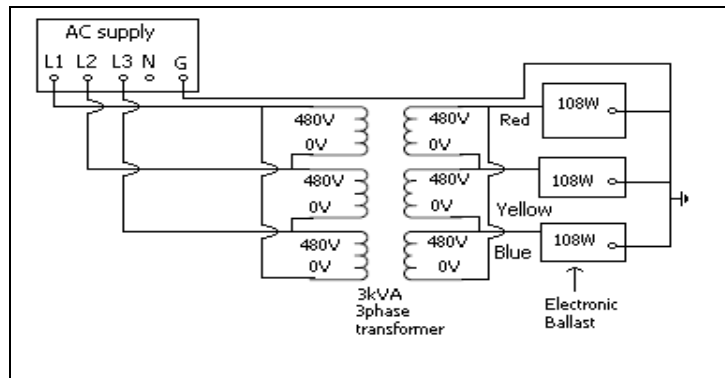 AC supply
L1 L2 L3 N G
480V
0V
480V
0V
480V
0V
480V
0V
480V
0V
480V
0V
Red
Yellow
Blue
108W
108W
108W
3kVA
3phase
transformer
Electronic
Ballast